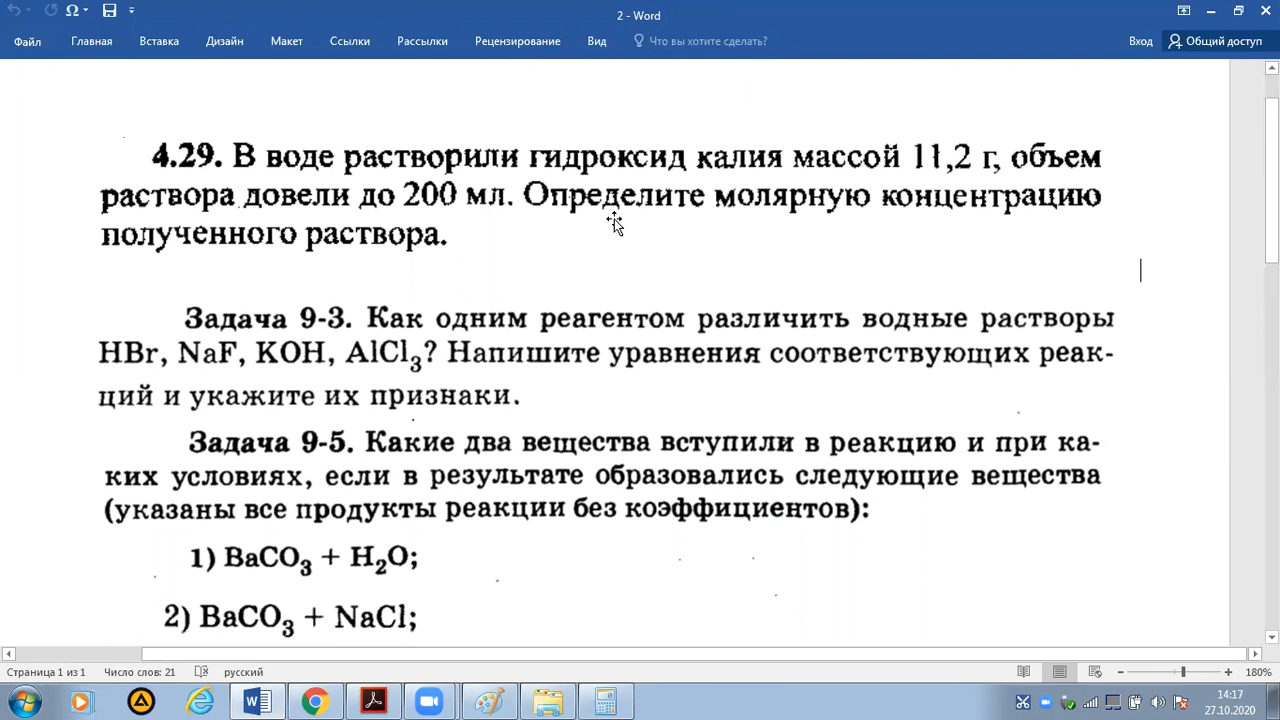 2 - Word
Файл Главная Вставка Дизайн Макет Ссылки Рассылки Рецензирование Вид Что вы хотите сделать? Вход Общий доступ
4.29. В воде растворили гидроксид калия массой 11,2 г, объем
раствора довели до 200 мл. Определите молярную концентрацию
полученного раствора.
Задача 9-3. Как одним реагентом различить водные растворы
HBr, NaF, KOH, AlCl₃? Напишите уравнения соответствующих реак-
ций и укажите их признаки.
Задача 9-5. Какие два вещества вступили в реакцию и при ка-
ких условиях, если в результате образовались следующие вещества
(указаны все продукты реакции без коэффициентов):
1) BaCO₃ + H₂O;
2) BaCO₃ + NaCl;
Страница 1 из 1 Число слов: 21 русский 180%
14:17
27.10.2020